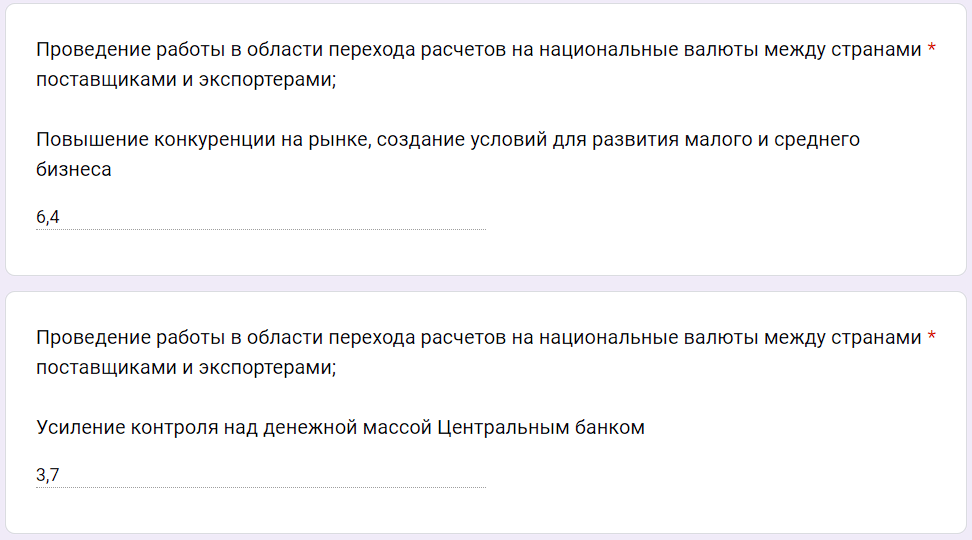 Проведение работы в области перехода расчетов на национальные валюты между странами *
поставщиками и экспортерами;
Повышение конкуренции на рынке, создание условий для развития малого и среднего
бизнеса
6,4
Проведение работы в области перехода расчетов на национальные валюты между странами *
поставщиками и экспортерами;
Усиление контроля над денежной массой Центральным банком
3,7